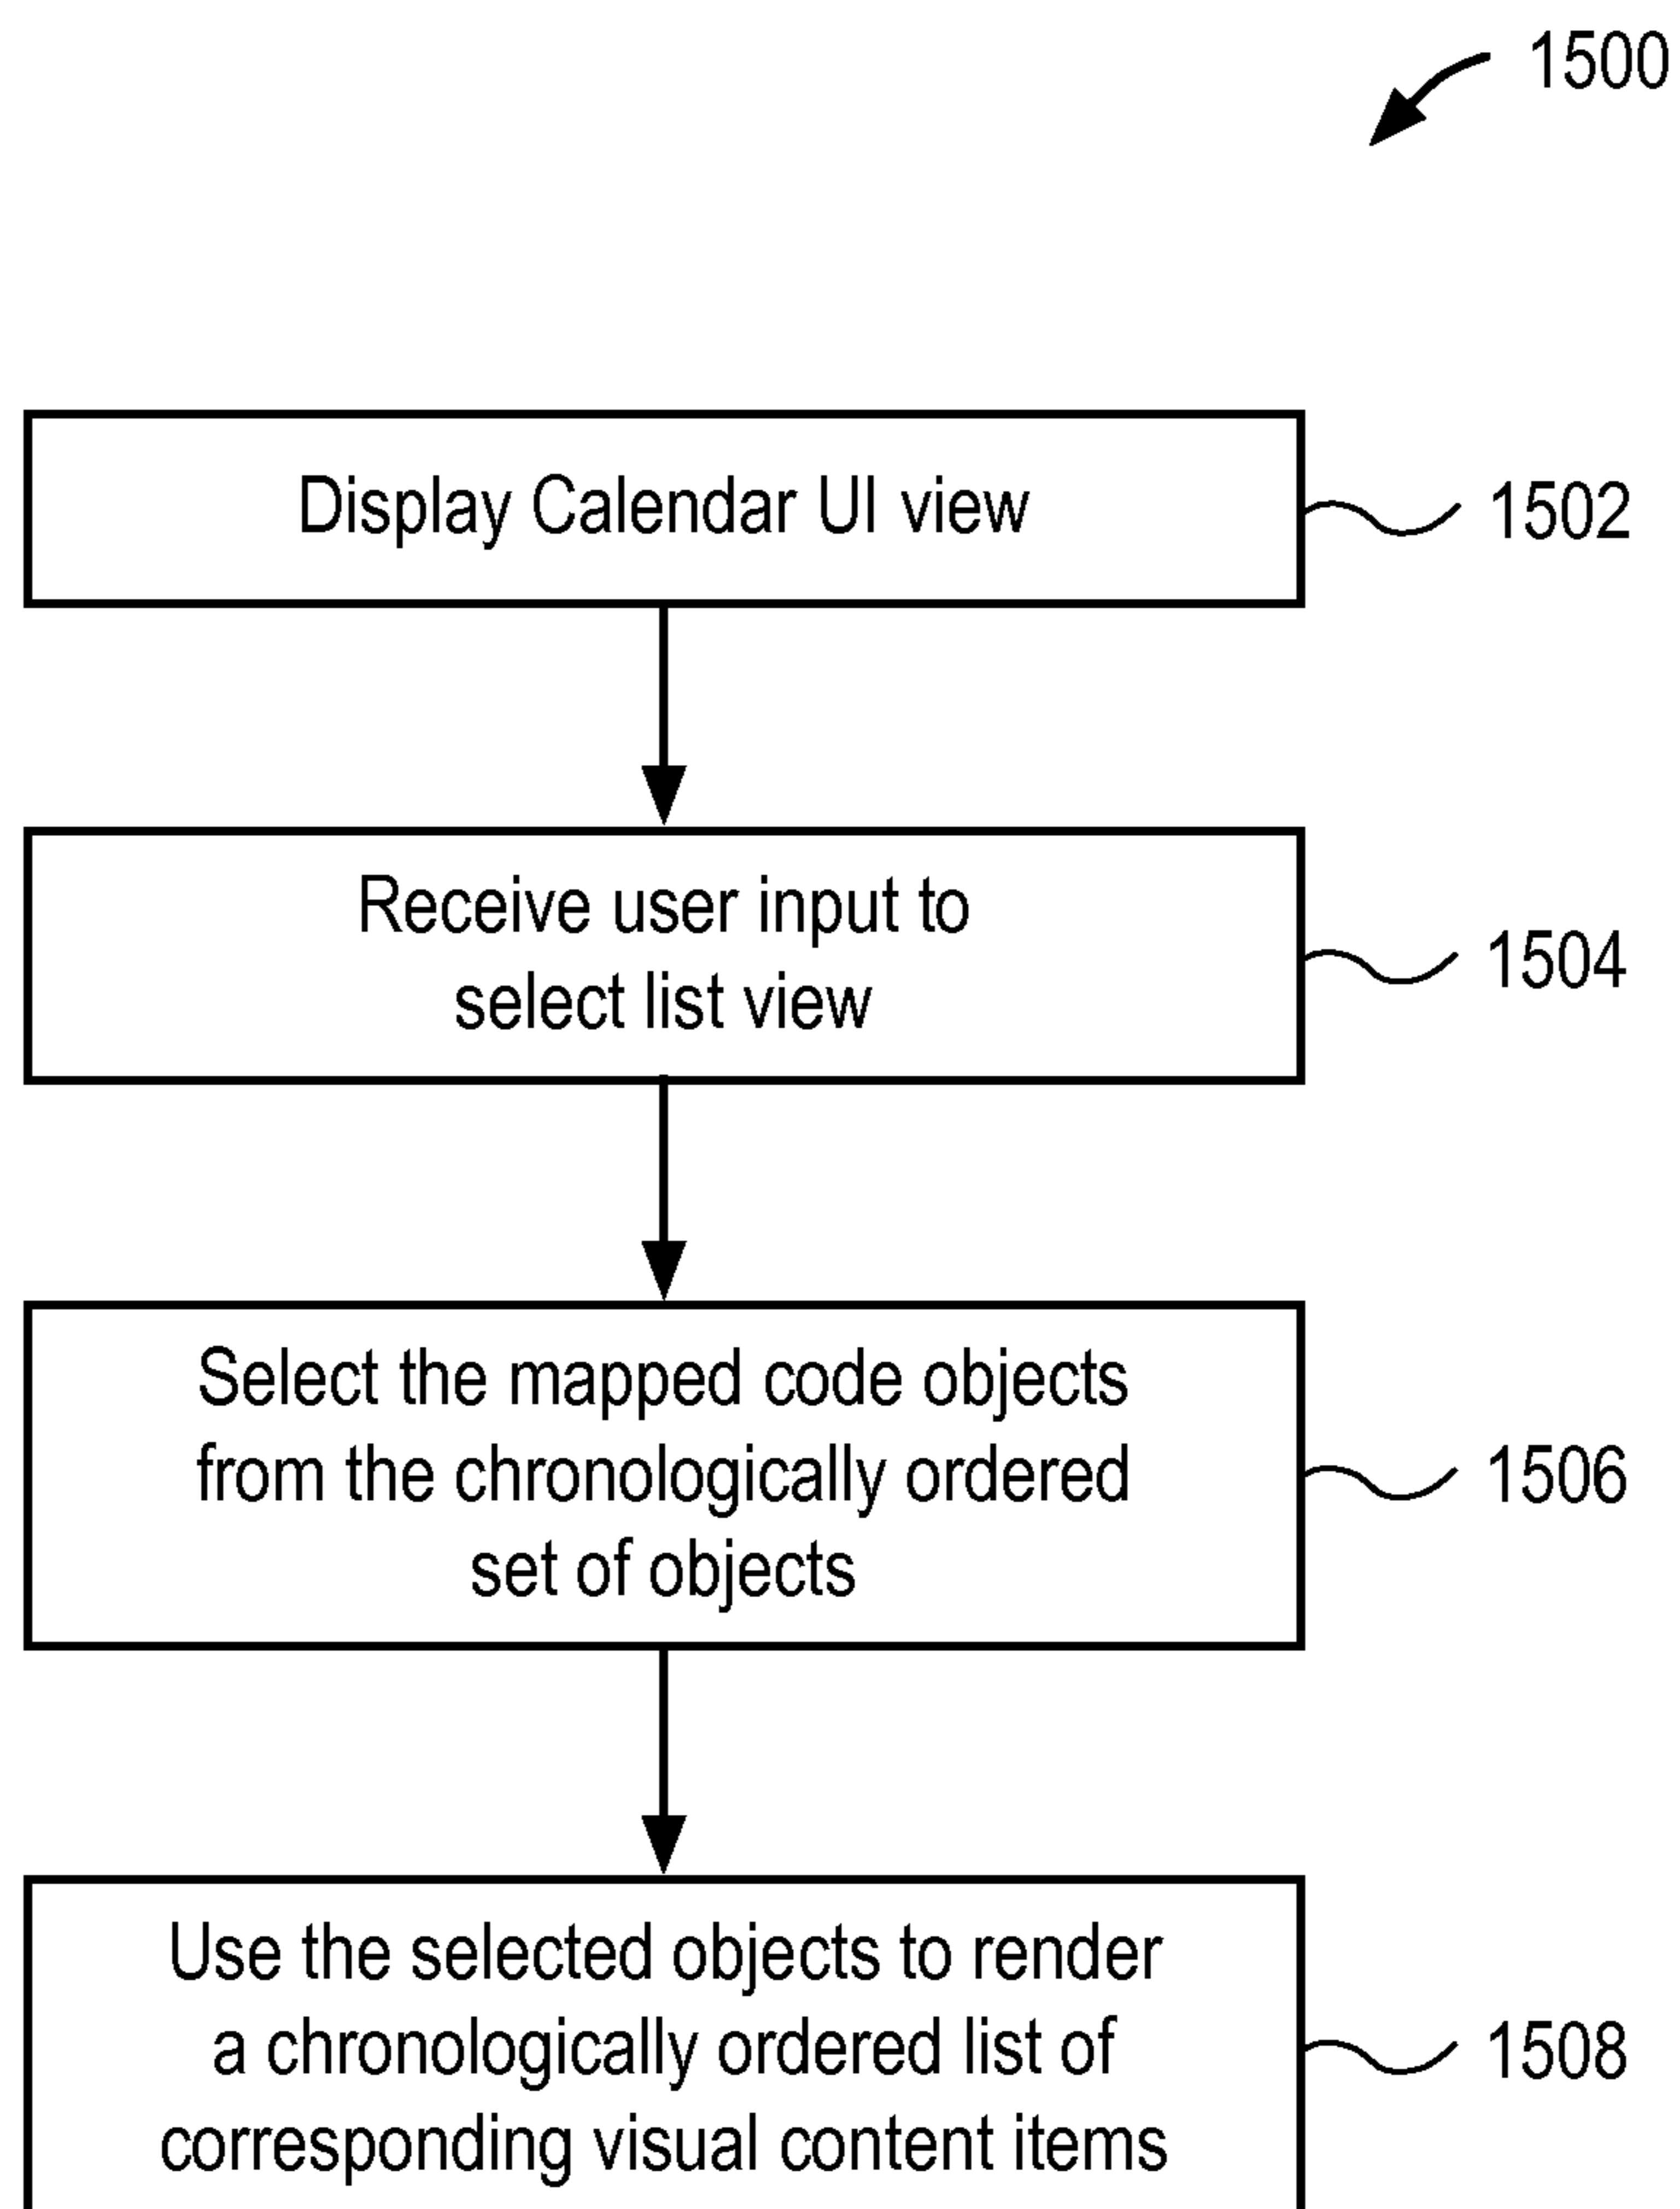 1500
Display Calendar UI view
1502
Receive user input to
select list view
1504
Select the mapped code objects
from the chronologically ordered
set of objects
1506
Use the selected objects to render
a chronologically ordered list of
corresponding visual content items
1508